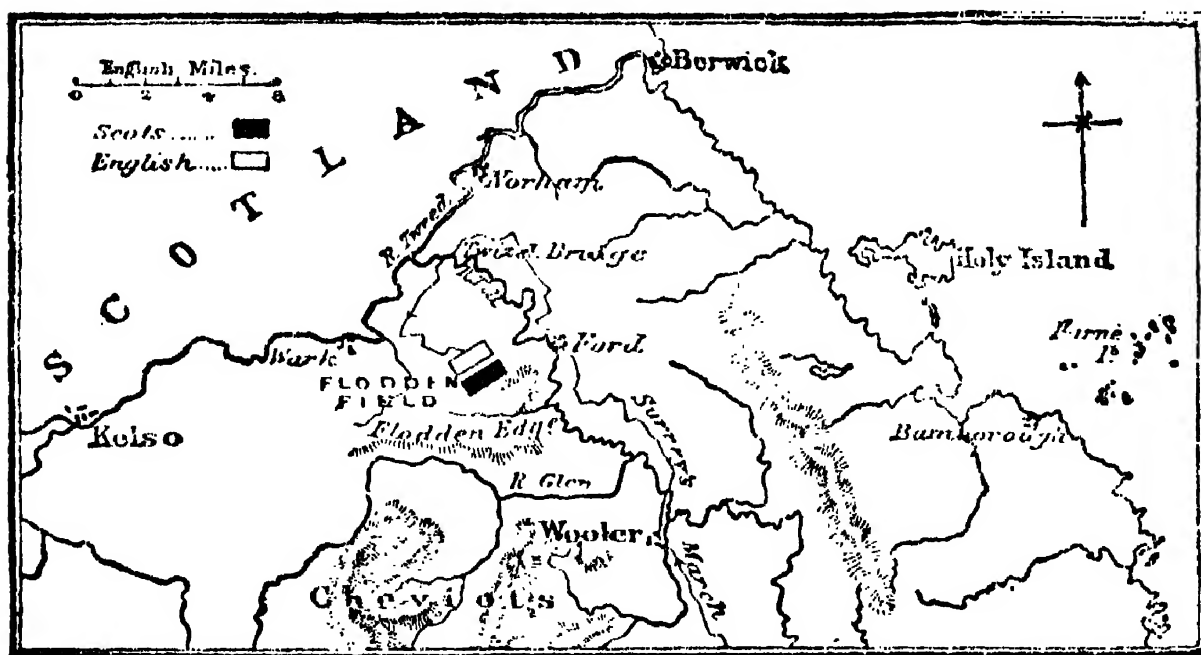 English Miles.
0 2 4 8
Scots
English
SCOTLAND
Berwick
Norham
R. Tweed
Twizel Bridge
Holy Island
Wark
Ford
Farne
Is.
FLODDEN
FIELD
Flodden Edge
Kelso
Surrey's
March
Bamborough
R. Glen
Wooler
Cheviots